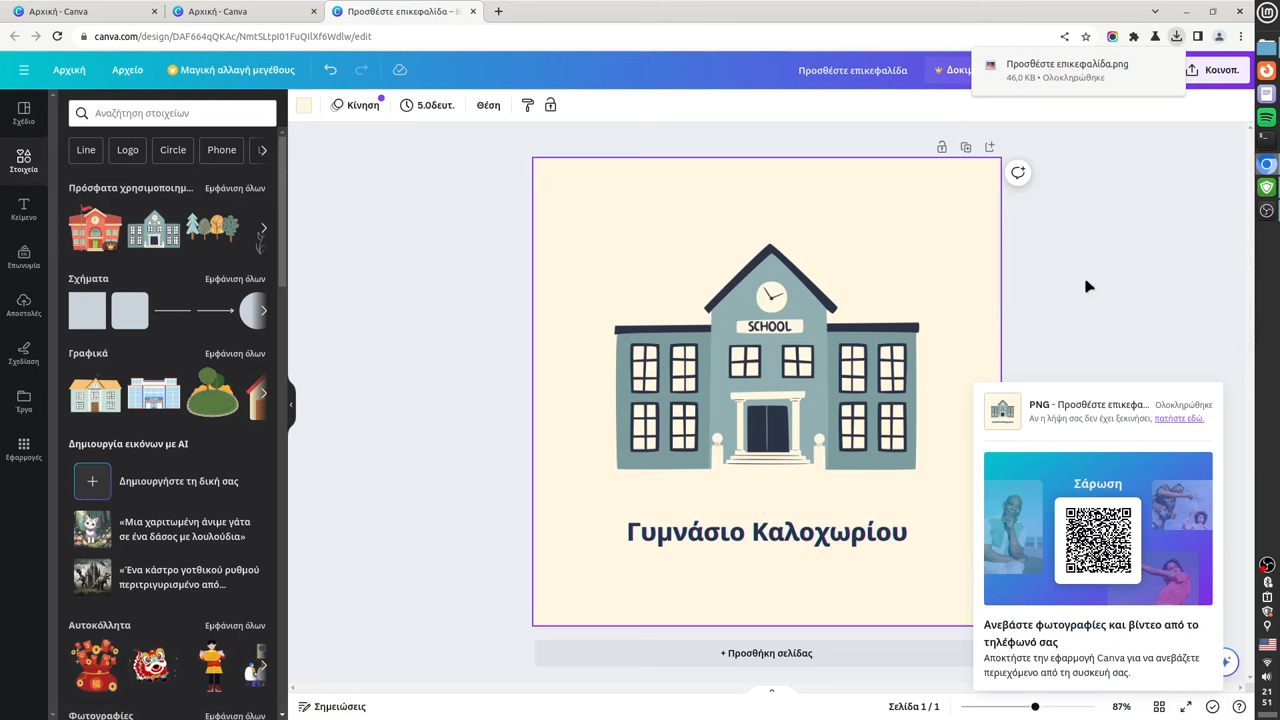 Αρχική - Canva
Αρχική - Canva
Προσθέστε επικεφαλίδα –
canva.com/design/DAF664qQKAc/NmtSLtpI01FuQIlXf6Wdlw/edit
Αρχική
Αρχείο
Μαγική αλλαγή μεγέθους
Προσθέστε επικεφαλίδα
Δοκι
Κοινοπ.
Προσθέστε επικεφαλίδα.png
46,0 KB • Ολοκληρώθηκε
Κίνηση
5.0δευτ.
Θέση
Σχέδιο
Στοιχεία
Κείμενο
Επωνυμία
Αποστολές
Σχεδίαση
Έργα
Εφαρμογές
Αναζήτηση στοιχείων
Line
Logo
Circle
Phone
Πρόσφατα χρησιμοποιημ...
Εμφάνιση όλων
Σχήματα
Εμφάνιση όλων
Γραφικά
Εμφάνιση όλων
Δημιουργία εικόνων με AI
Δημιουργήστε τη δική σας
«Μια χαριτωμένη άνιμε γάτα
σε ένα δάσος με λουλούδια»
«Ένα κάστρο γοτθικού ρυθμού
περιτριγυρισμένο από...
Αυτοκόλλητα
Εμφάνιση όλων
Φωτογραφίες
Εμφάνιση όλων
SCHOOL
Γυμνάσιο Καλοχωρίου
+ Προσθήκη σελίδας
PNG - Προσθέστε επικεφα...
Ολοκληρώθηκε
Αν η λήψη σας δεν έχει ξεκινήσει, πατήστε εδώ.
Σάρωση
Ανεβάστε φωτογραφίες και βίντεο από το
τηλέφωνό σας
Αποκτήστε την εφαρμογή Canva για να ανεβάζετε
περιεχόμενο από τη συσκευή σας.
Σημειώσεις
Σελίδα 1 / 1
87%
21
51